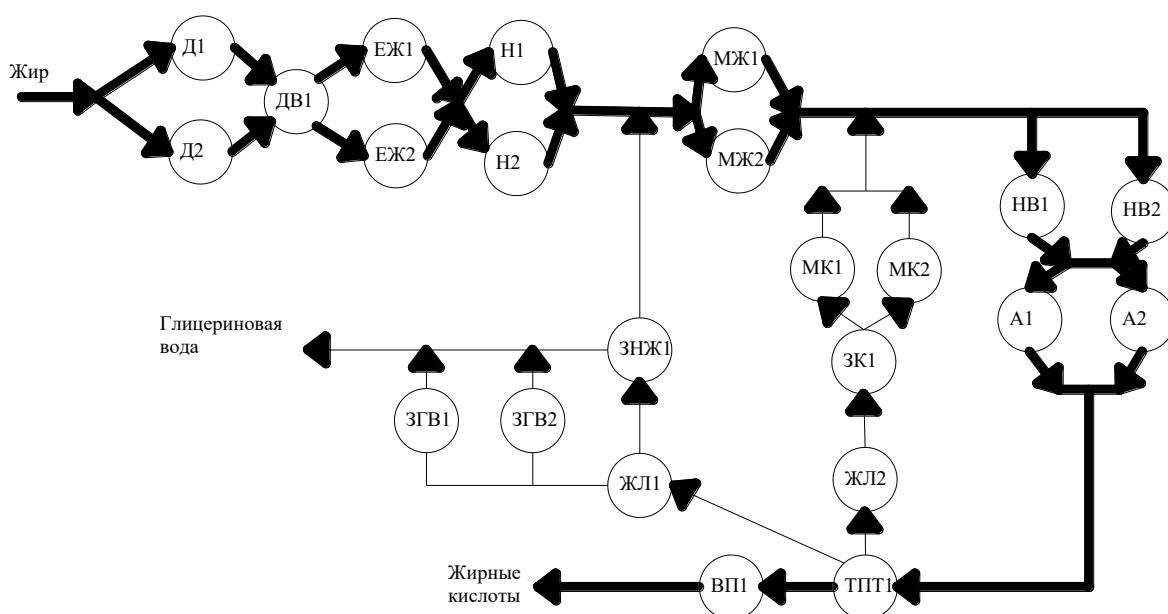 Жир
Д1
Д2
ДВ1
ЕЖ1
ЕЖ2
Н1
Н2
МЖ1
МЖ2
НВ1
НВ2
МК1
МК2
А1
А2
Глицериновая
вода
ЗНЖ1
ЗК1
ЗГВ1
ЗГВ2
ЖЛ1
ЖЛ2
Жирные
кислоты
ВП1
ТПТ1